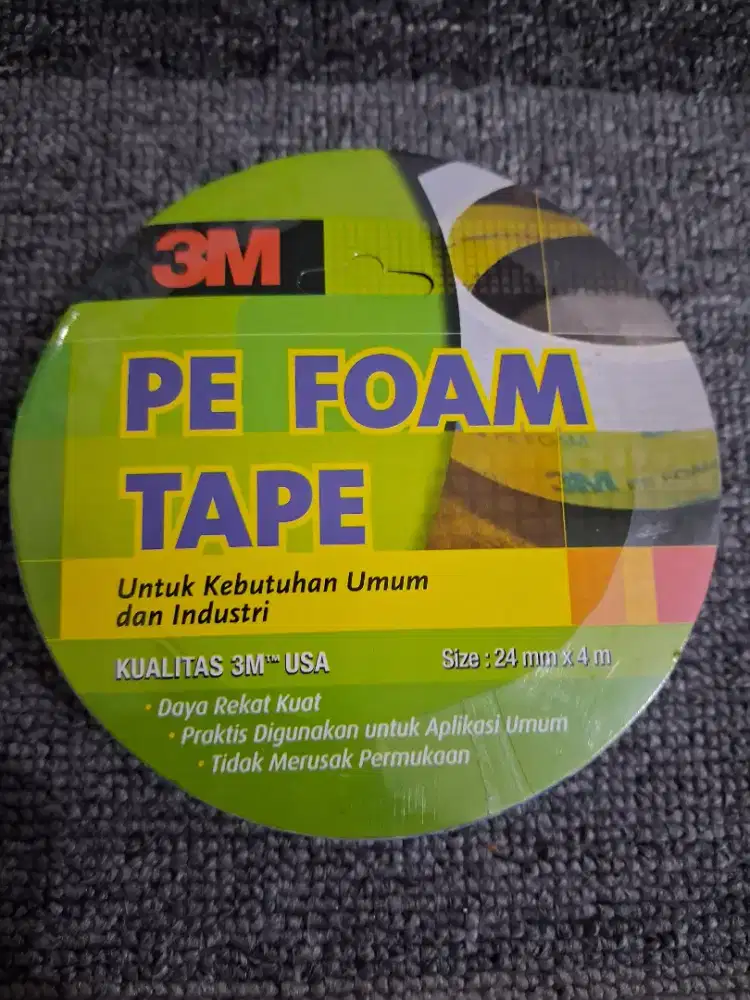 3M
PE FOAM
TAPE
3M
Untuk Kebutuhan Umum
dan Industri
KUALITAS 3M™ USA
Size : 24 mm x 4 m
• Daya Rekat Kuat
• Praktis Digunakan untuk Aplikasi Umum
• Tidak Merusak Permukaan